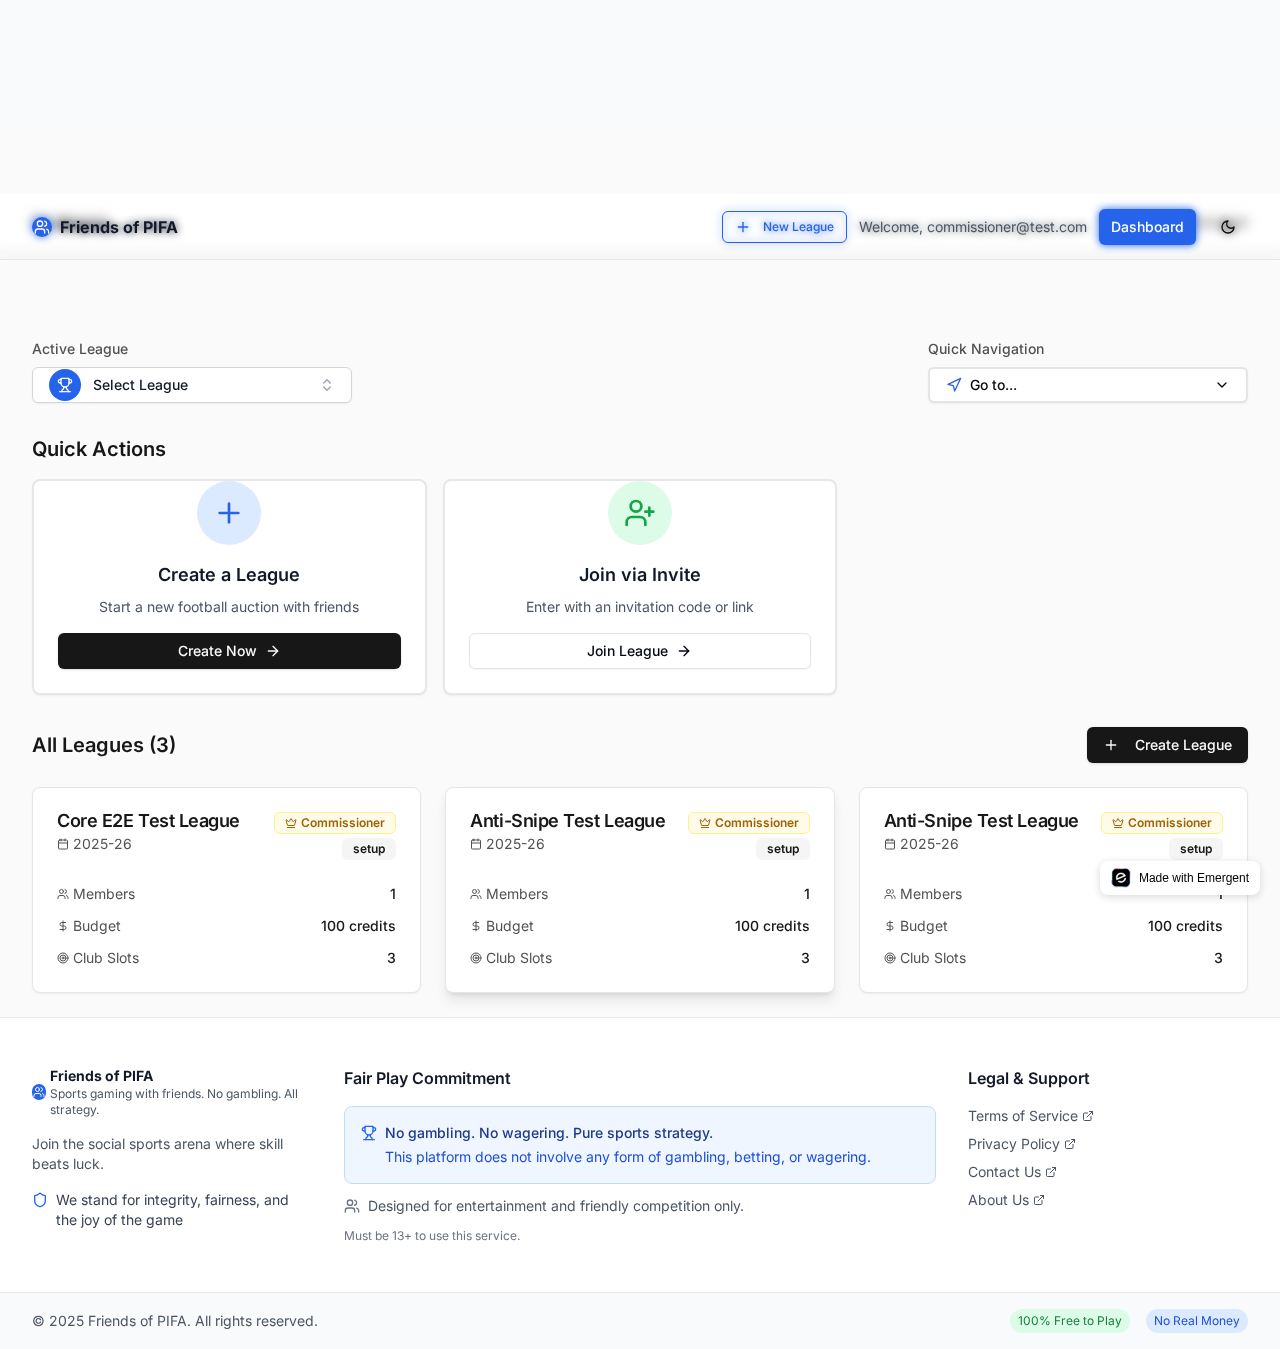 Friends of PIFA
New League
Welcome, commissioner@test.com
Dashboard
Active League
Select League
Quick Navigation
Go to...
Quick Actions
Create a League
Start a new football auction with friends
Create Now
Join via Invite
Enter with an invitation code or link
Join League
All Leagues (3)
Create League
Core E2E Test League
Commissioner
2025-26
setup
Members 1
Budget 100 credits
Club Slots 3
Anti-Snipe Test League
Commissioner
2025-26
setup
Members 1
Budget 100 credits
Club Slots 3
Anti-Snipe Test League
Commissioner
2025-26
setup
Made with Emergent
Members
Budget 100 credits
Club Slots 3
Friends of PIFA
Sports gaming with friends. No gambling. All
strategy.
Join the social sports arena where skill
beats luck.
We stand for integrity, fairness, and
the joy of the game
Fair Play Commitment
No gambling. No wagering. Pure sports strategy.
This platform does not involve any form of gambling, betting, or wagering.
Designed for entertainment and friendly competition only.
Must be 13+ to use this service.
Legal & Support
Terms of Service
Privacy Policy
Contact Us
About Us
© 2025 Friends of PIFA. All rights reserved.
100% Free to Play
No Real Money